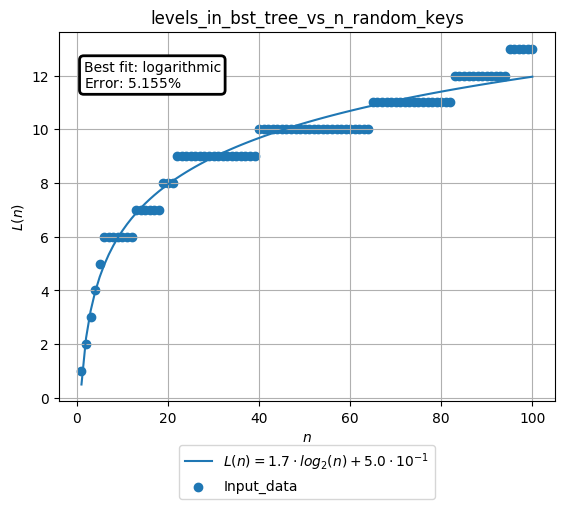 levels_in_bst_tree_vs_n_random_keys
Best fit: logarithmic
Error: 5.155%
12
10
8
6
4
2
0
L(n)
0 20 40 60 80 100
n
L(n) = 1.7 · log₂(n) + 5.0 · 10⁻¹
Input_data